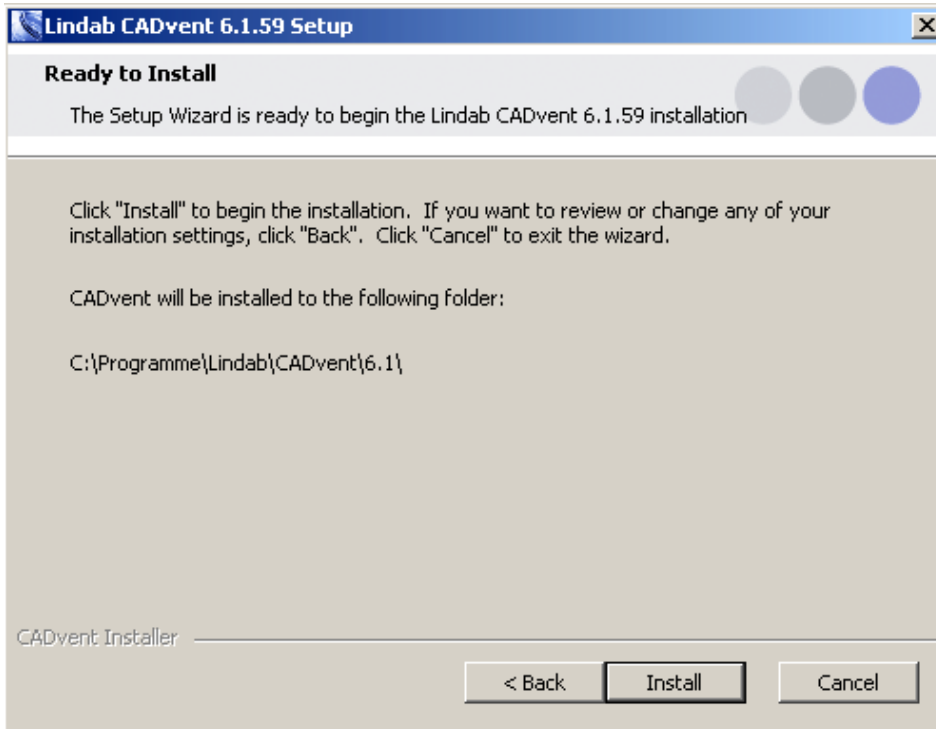 Lindab CADvent 6.1.59 Setup
Ready to Install
The Setup Wizard is ready to begin the Lindab CADvent 6.1.59 installation
Click "Install" to begin the installation.  If you want to review or change any of your
installation settings, click "Back".  Click "Cancel" to exit the wizard.
CADvent will be installed to the following folder:
C:\Programme\Lindab\CADvent\6.1\
CADvent Installer
< Back
Install
Cancel